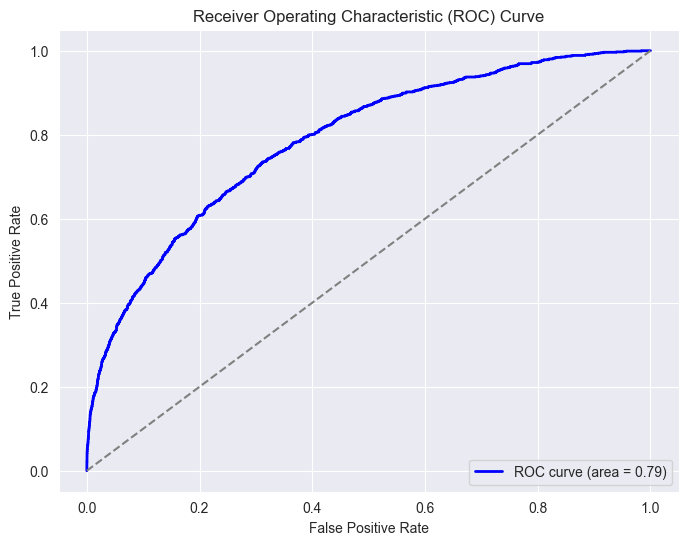 Receiver Operating Characteristic (ROC) Curve
True Positive Rate
1.0
0.8
0.6
0.4
0.2
0.0
0.0 0.2 0.4 0.6 0.8 1.0
False Positive Rate
ROC curve (area = 0.79)